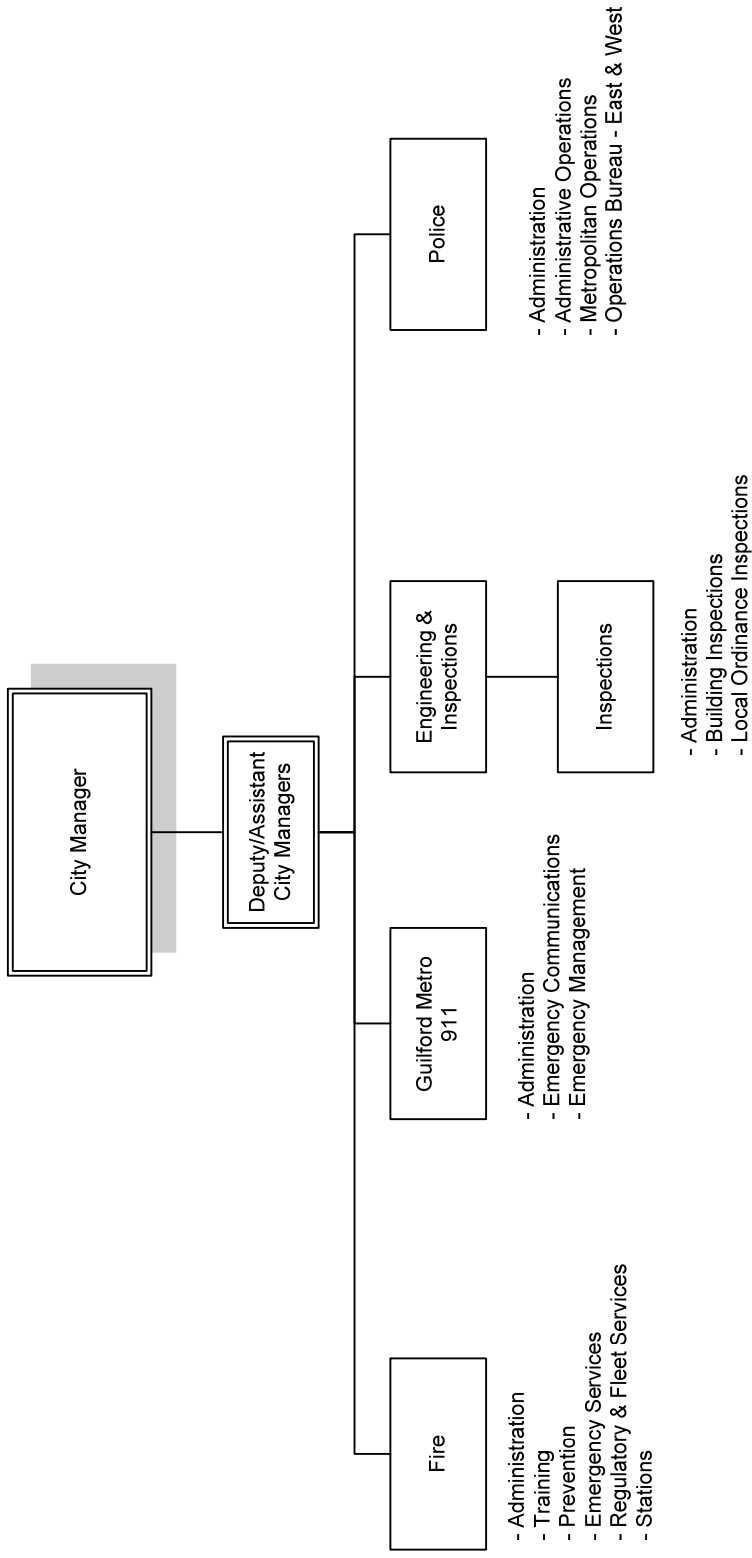 City Manager
Deputy/Assistant
City Managers
Fire
- Administration
- Training
- Prevention
- Emergency Services
- Regulatory & Fleet Services
- Stations
Guilford Metro
911
- Administration
- Emergency Communications
- Emergency Management
Engineering &
Inspections
Inspections
- Administration
- Building Inspections
- Local Ordinance Inspections
Police
- Administration
- Administrative Operations
- Metropolitan Operations
- Operations Bureau - East & West